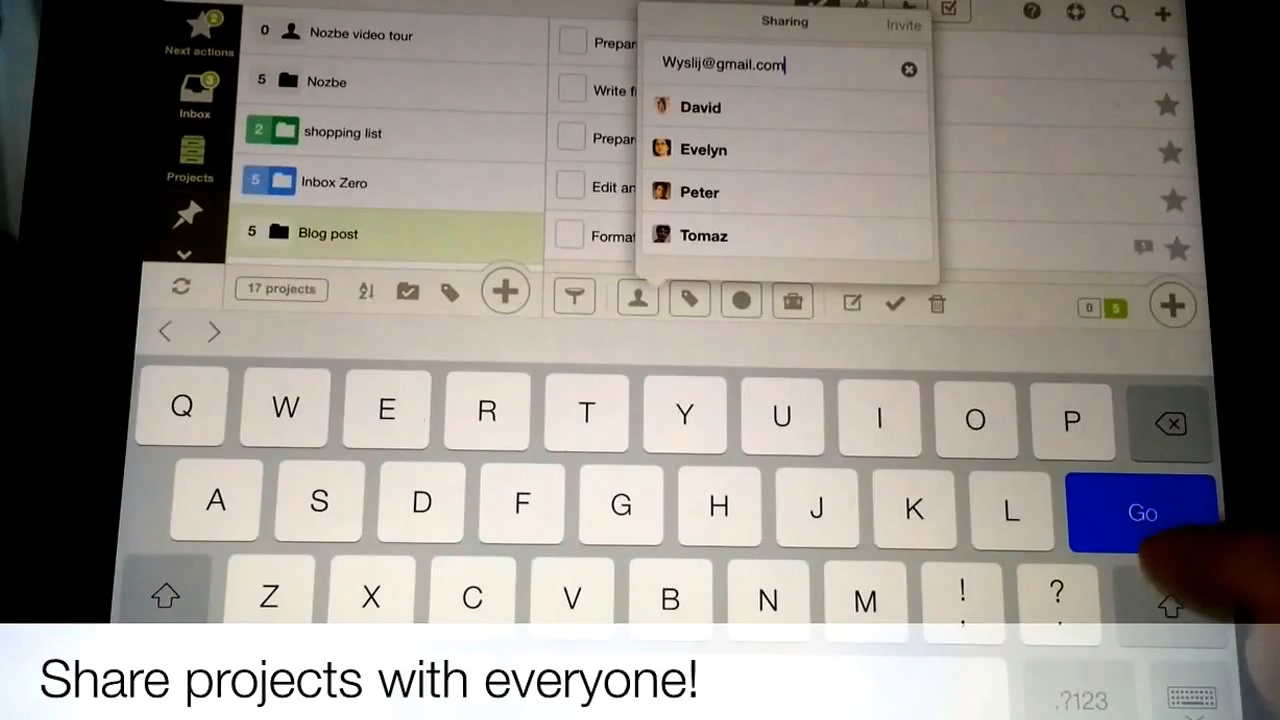 Sharing
Invite
2
Next actions
0 Nozbe video tour
Prepar
Wyslij@gmail.com
3
Inbox
5 Nozbe
Write f
David
2 shopping list
Prepar
Evelyn
Projects
5 Inbox Zero
Edit an
Peter
5 Blog post
Format
Tomaz
17 projects
0 5
Q W E R T Y U I O P
A S D F G H J K L Go
Z X C V B N M ! , ? .
Share projects with everyone!
.?123